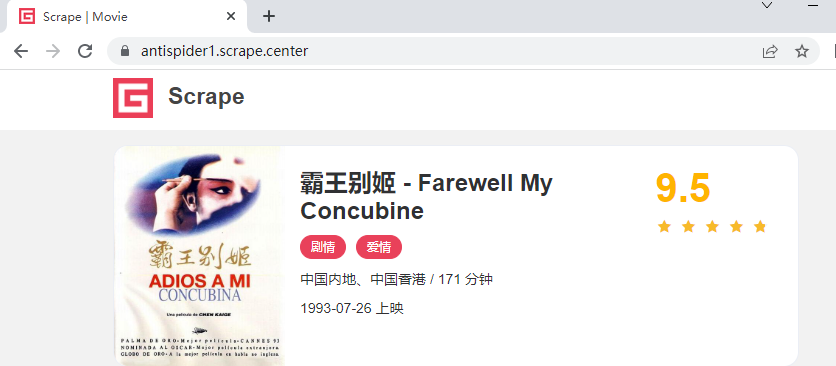 Scrape | Movie
antispider1.scrape.center
Scrape
霸王别姬 - Farewell My
Concubine
9.5
剧情 爱情
中国内地、中国香港 / 171 分钟
1993-07-26 上映
霸王别姬
ADIOS A MI
CONCUBINA
Una película de CHEN KAIGE
PALMA DE ORO•Mejor película•CANNES 93
NOMINADA AL OSCAR•Mejor película extranjera
GLOBO DE ORO•A la mejor película en habla no inglesa